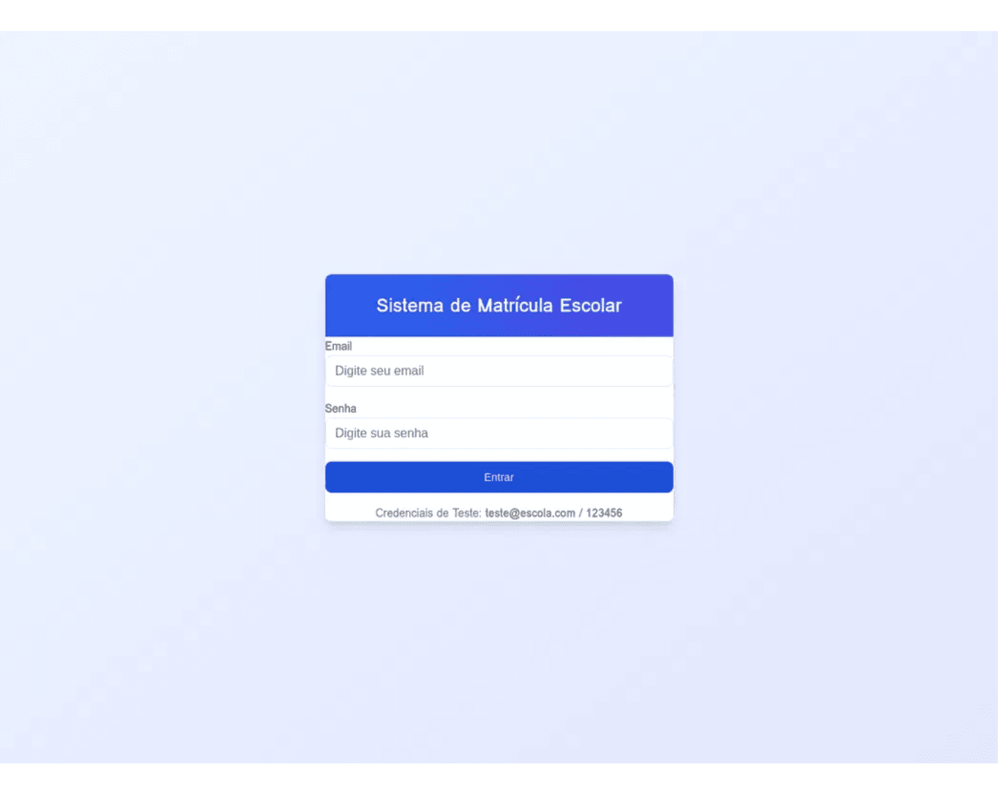 Sistema de Matrícula Escolar
Email
Digite seu email
Senha
Digite sua senha
Entrar
Credenciais de Teste: teste@escola.com / 123456